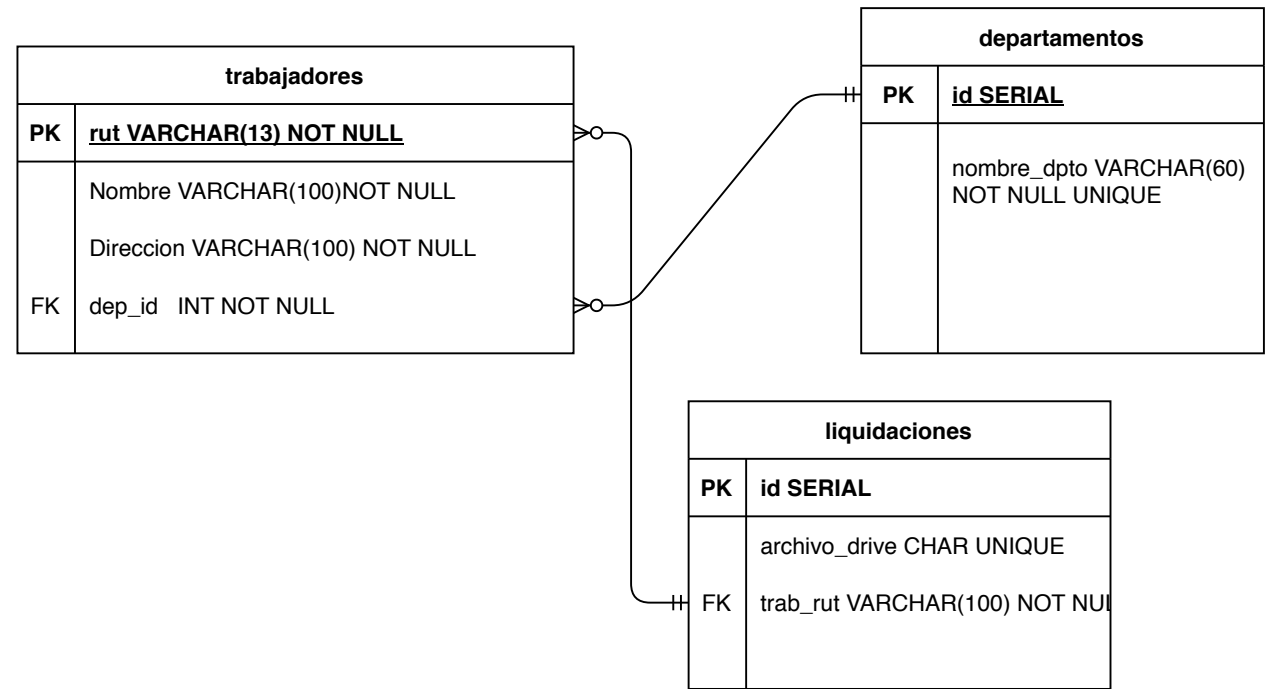 trabajadores
PK rut VARCHAR(13) NOT NULL
Nombre VARCHAR(100)NOT NULL
Direccion VARCHAR(100) NOT NULL
FK dep_id INT NOT NULL
departamentos
PK id SERIAL
nombre_dpto VARCHAR(60)
NOT NULL UNIQUE
liquidaciones
PK id SERIAL
archivo_drive CHAR UNIQUE
FK trab_rut VARCHAR(100) NOT NUL